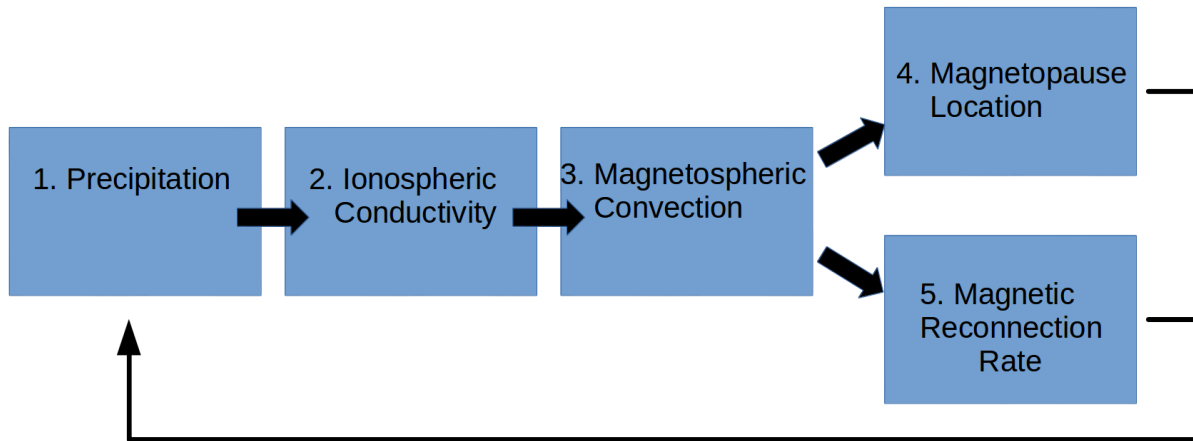 1. Precipitation
2. Ionospheric
Conductivity
3. Magnetospheric
Convection
4. Magnetopause
Location
5. Magnetic
Reconnection
Rate